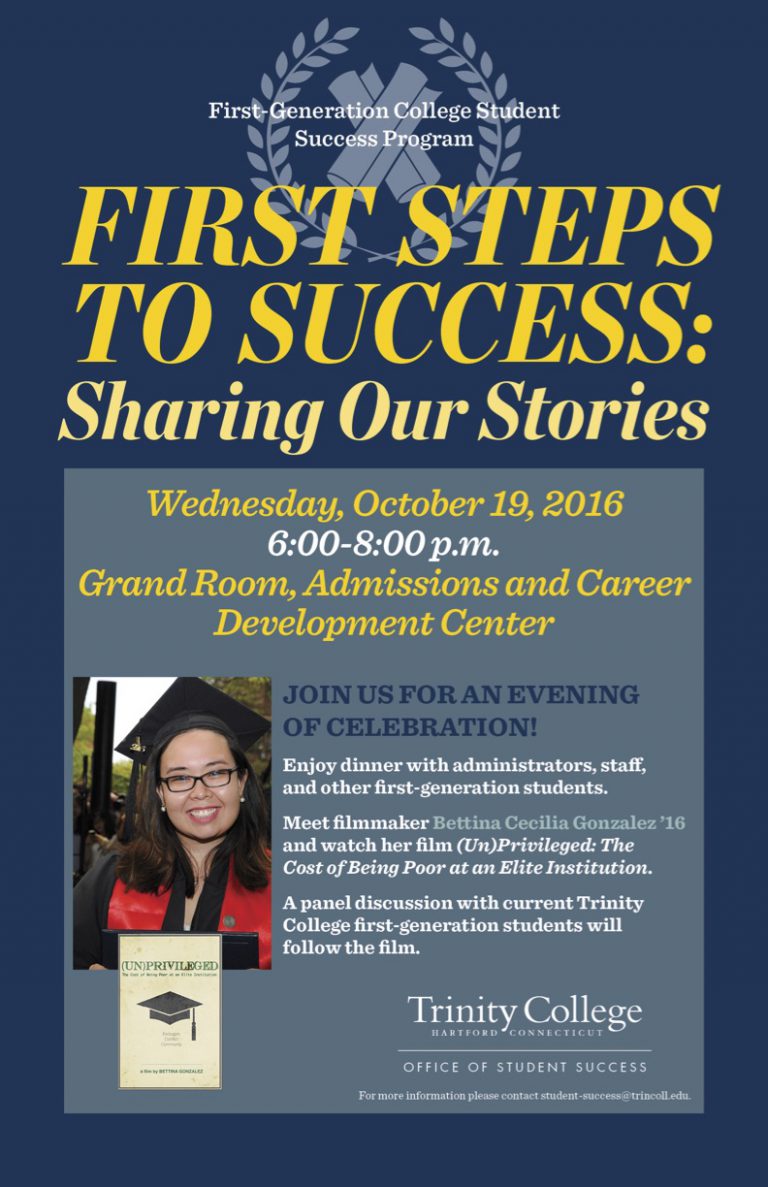 First-Generation College Student
Success Program
FIRST STEPS
TO SUCCESS:
Sharing Our Stories
Wednesday, October 19, 2016
6:00-8:00 p.m.
Grand Room, Admissions and Career
Development Center
JOIN US FOR AN EVENING
OF CELEBRATION!
Enjoy dinner with administrators, staff,
and other first-generation students.
Meet filmmaker Bettina Cecilia Gonzalez ’16
and watch her film (Un)Privileged: The
Cost of Being Poor at an Elite Institution.
A panel discussion with current Trinity
College first-generation students will
follow the film.
(UN)PRIVILEGED
The Cost of Being Poor at an Elite Institution
a film by BETTINA GONZALEZ
Trinity College
HARTFORD CONNECTICUT
OFFICE OF STUDENT SUCCESS
For more information please contact student-success@trincoll.edu.